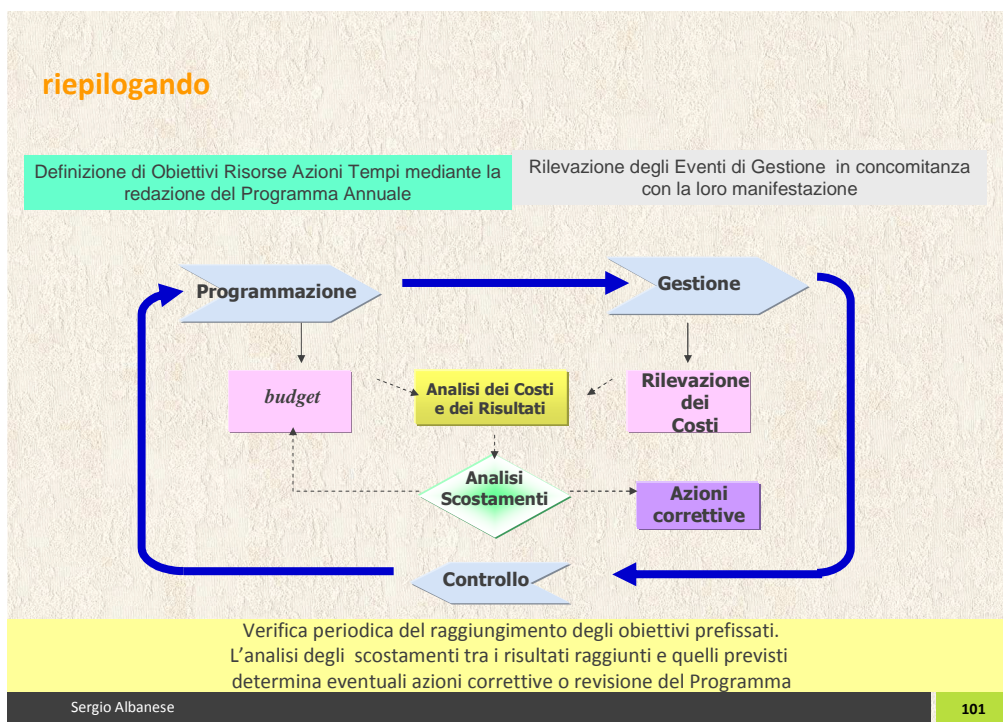 riepilogando
Definizione di Obiettivi Risorse Azioni Tempi mediante la
redazione del Programma Annuale
Rilevazione degli Eventi di Gestione in concomitanza
con la loro manifestazione
Programmazione
Gestione
budget
Analisi dei Costi
e dei Risultati
Rilevazione
dei
Costi
Analisi
Scostamenti
Azioni
correttive
Controllo
Verifica periodica del raggiungimento degli obiettivi prefissati.
L'analisi degli scostamenti tra i risultati raggiunti e quelli previsti
determina eventuali azioni correttive o revisione del Programma
Sergio Albanese
101